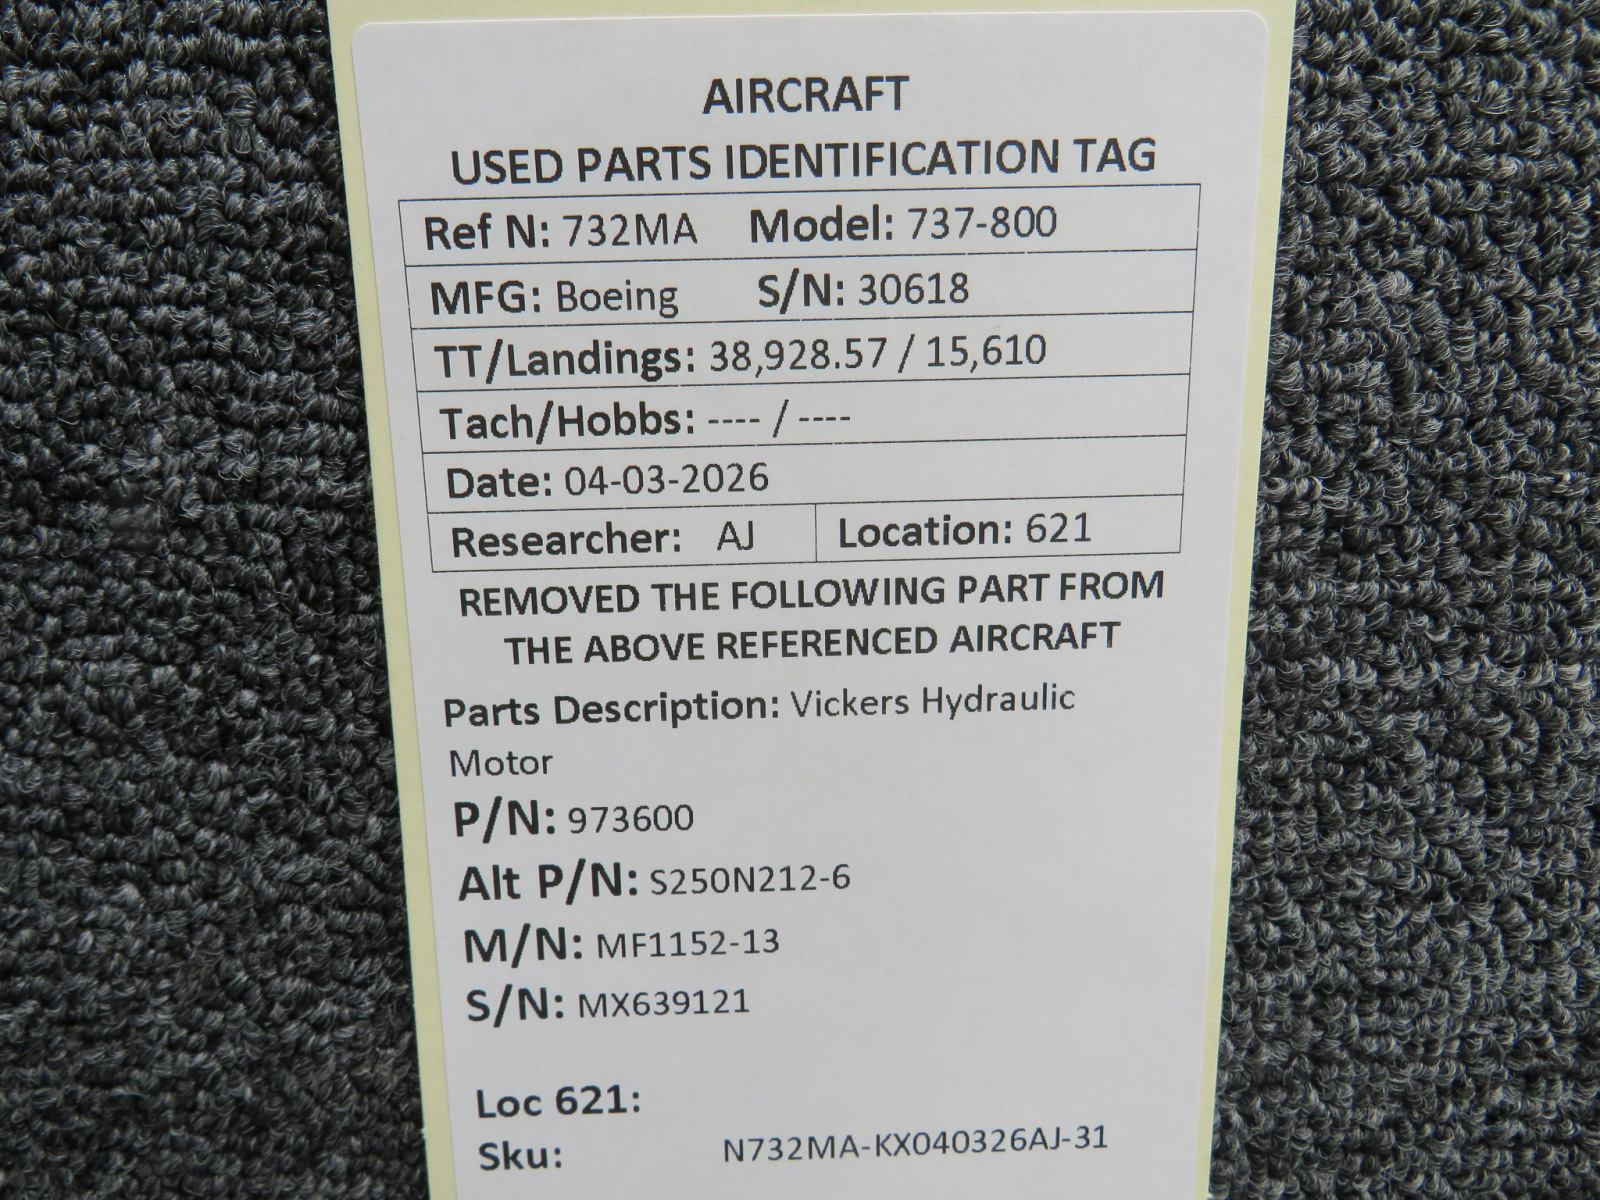 AIRCRAFT
USED PARTS IDENTIFICATION TAG
Ref N: 732MA Model: 737-800
MFG: Boeing S/N: 30618
TT/Landings: 38,928.57 / 15,610
Tach/Hobbs: ---- / ----
Date: 04-03-2026
Researcher: AJ Location: 621
REMOVED THE FOLLOWING PART FROM
THE ABOVE REFERENCED AIRCRAFT
Parts Description: Vickers Hydraulic
Motor
P/N: 973600
Alt P/N: S250N212-6
M/N: MF1152-13
S/N: MX639121
Loc 621:
Sku: N732MA-KX040326AJ-31